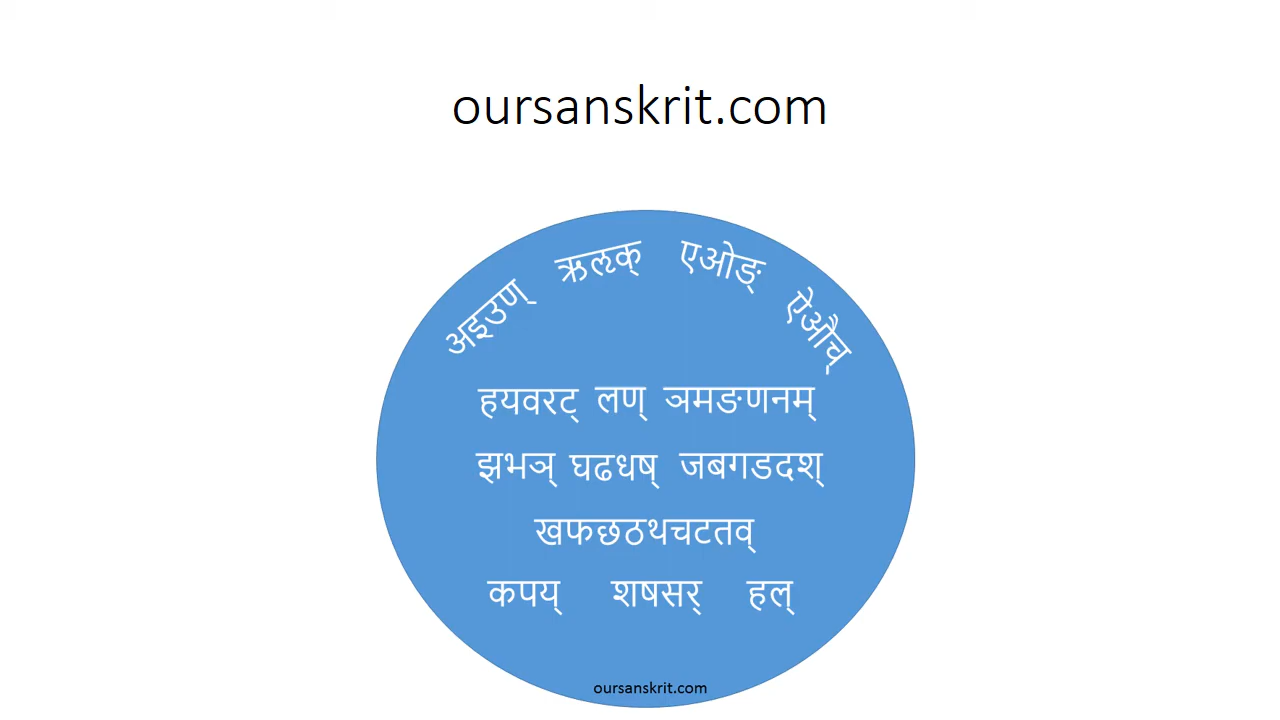 oursanskrit.com
अइउण् ऋऌक् एओङ् ऐऔच्
हयवरट् लण् ञमङणनम्
झभञ् घढधष् जबगडदश्
खफछठथचटतव्
कपय् शषसर् हल्
oursanskrit.com